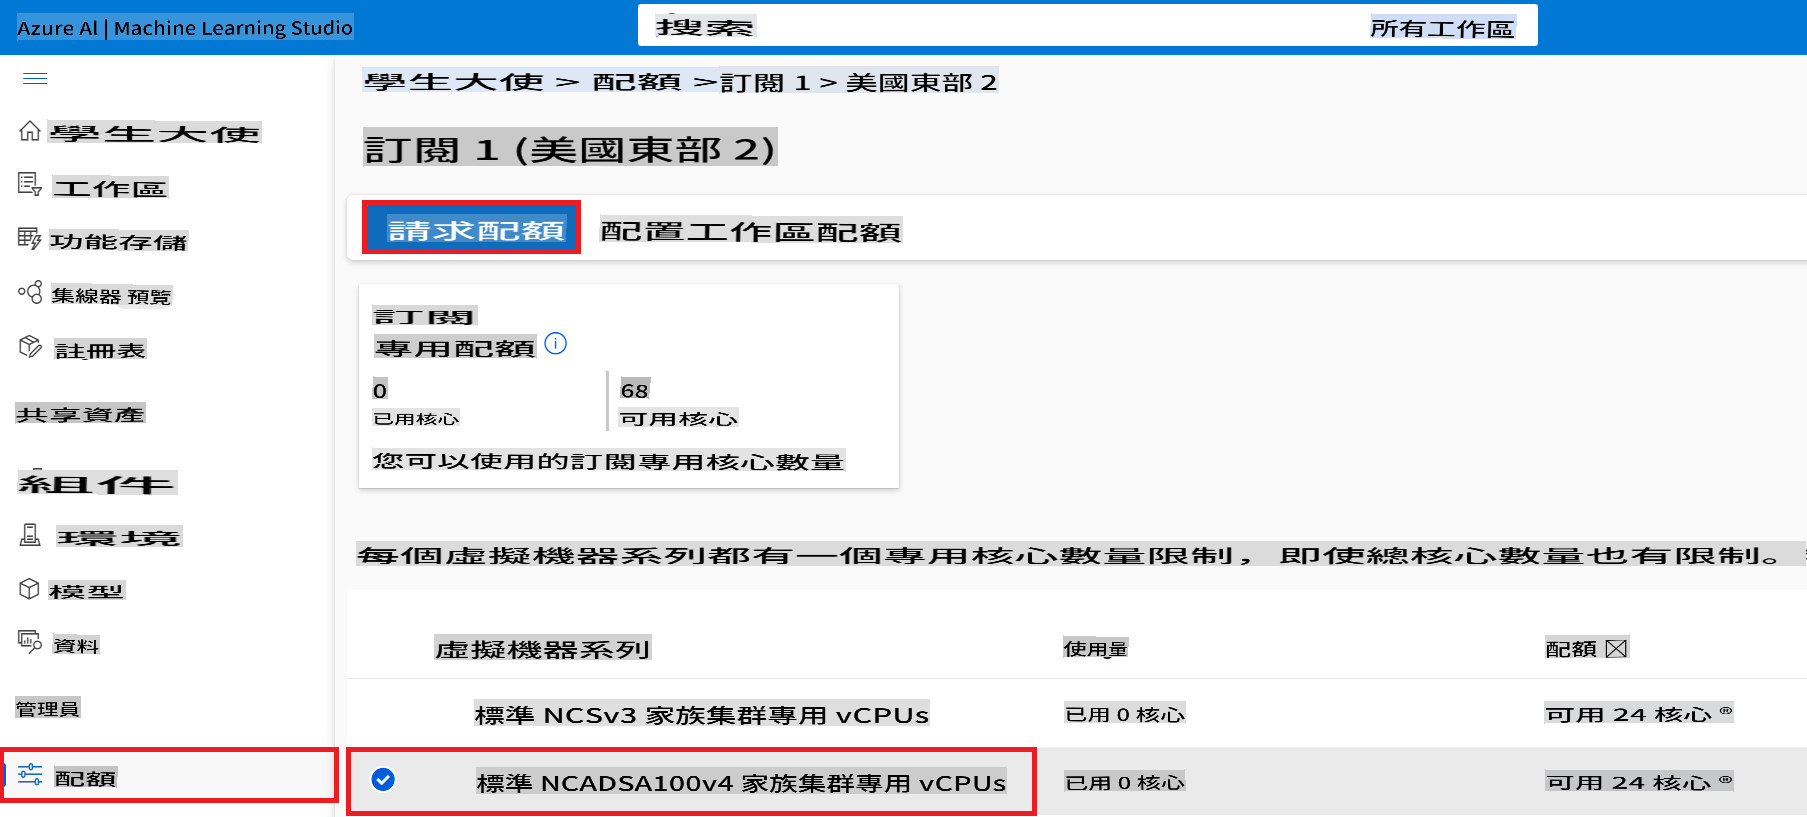 Azure AI | Machine Learning Studio
搜索
所有工作區
學生大使 > 配額 >訂閱 1 > 美國東部 2
學生大使
工作區
功能存儲
集線器 預覽
註冊表
共享資產
組件
環境
模型
資料
管理員
配額
訂閱 1 (美國東部 2)
請求配額
配置工作區配額
訂閱
專用配額
0
已用核心
68
可用核心
您可以使用的訂閱專用核心數量
每個虛擬機器系列都有一個專用核心數量限制，即使總核心數量也有限制。
虛擬機器系列
使用量
配額
標準 NCSv3 家族集群專用 vCPUs
已用 0 核心
可用 24 核心 ®
標準 NCADSA100v4 家族集群專用 vCPUs
已用 0 核心
可用 24 核心 ®